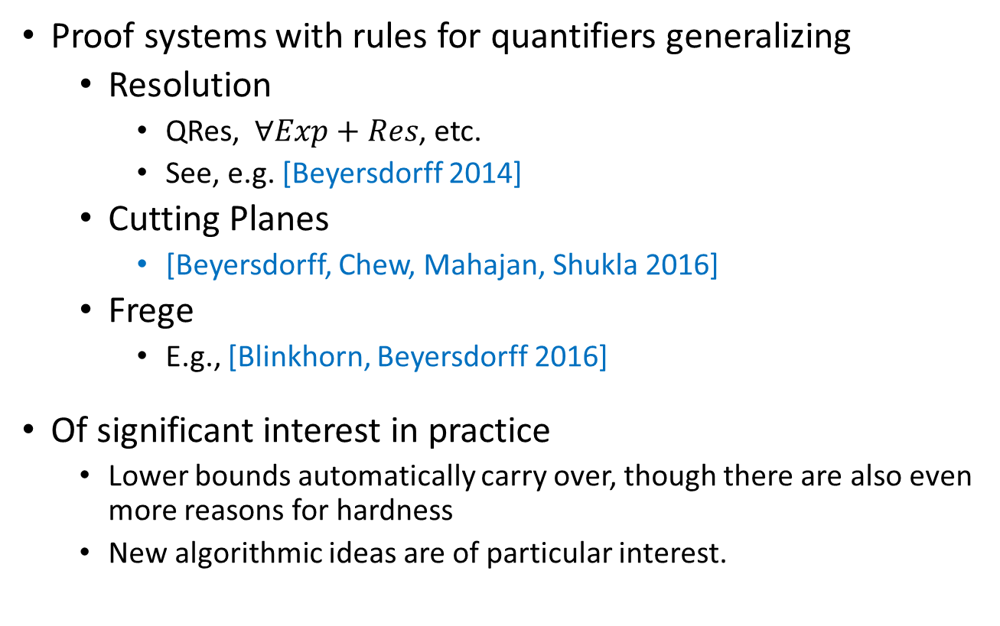 • Proof systems with rules for quantifiers generalizing
• Resolution
• QRes, ∀Exp + Res, etc.
• See, e.g. [Beyersdorff 2014]
• Cutting Planes
• [Beyersdorff, Chew, Mahajan, Shukla 2016]
• Frege
• E.g., [Blinkhorn, Beyersdorff 2016]
• Of significant interest in practice
• Lower bounds automatically carry over, though there are also even
more reasons for hardness
• New algorithmic ideas are of particular interest.